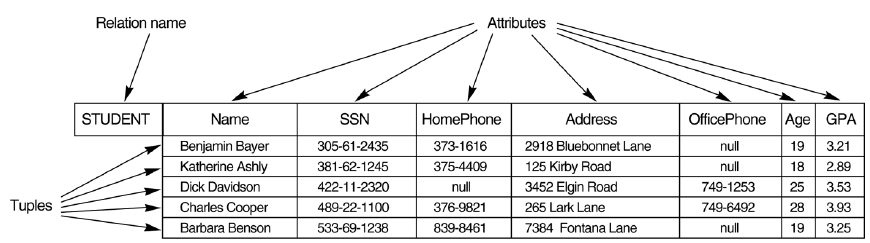 Relation name Attributes
STUDENT Name SSN HomePhone Address OfficePhone Age GPA
Benjamin Bayer 305-61-2435 373-1616 2918 Bluebonnet Lane null 19 3.21
Katherine Ashly 381-62-1245 375-4409 125 Kirby Road null 18 2.89
Dick Davidson 422-11-2320 null 3452 Elgin Road 749-1253 25 3.53
Tuples
Charles Cooper 489-22-1100 376-9821 265 Lark Lane 749-6492 28 3.93
Barbara Benson 533-69-1238 839-8461 7384 Fontana Lane null 19 3.25